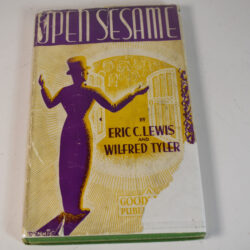 OPEN SESAME
BY
ERIC C. LEWIS
AND
WILFRED TYLER
GOOD
PUBL